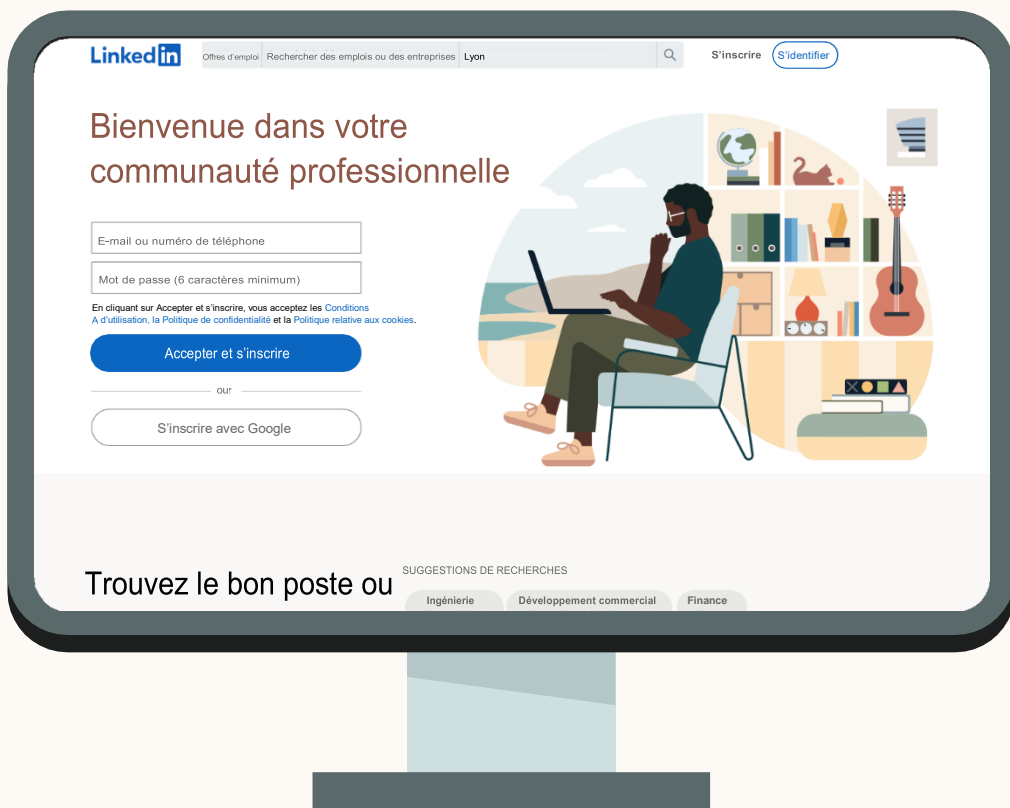 Linked in
Offres d'emploi Rechercher des emplois ou des entreprises Lyon S'inscrire S'identifier
Bienvenue dans votre
communauté professionnelle
E-mail ou numéro de téléphone
Mot de passe (6 caractères minimum)
En cliquant sur Accepter et s'inscrire, vous acceptez les Conditions
A d'utilisation, la Politique de confidentialité et la Politique relative aux cookies.
Accepter et s'inscrire
our
S'inscrire avec Google
Trouvez le bon poste ou
SUGGESTIONS DE RECHERCHES
Ingénierie Développement commercial Finance